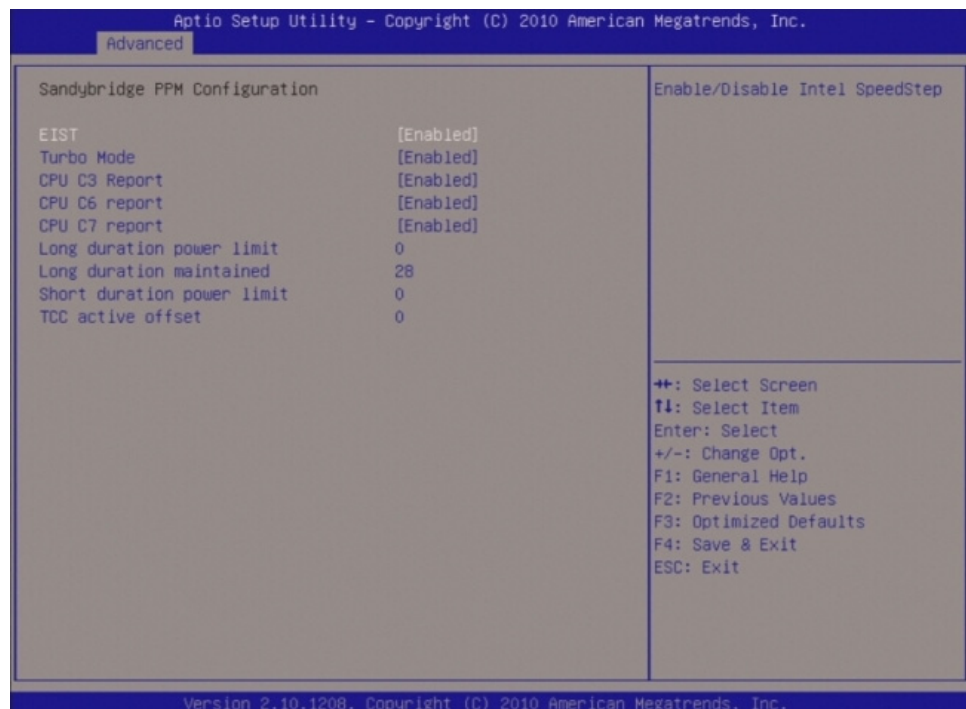 Aptio Setup Utility – Copyright (C) 2010 American Megatrends, Inc.
Advanced
Sandybridge PPM Configuration
EIST [Enabled]
Turbo Mode [Enabled]
CPU C3 Report [Enabled]
CPU C6 report [Enabled]
CPU C7 report [Enabled]
Long duration power limit 0
Long duration maintained 28
Short duration power limit 0
TCC active offset 0
Enable/Disable Intel SpeedStep
→←: Select Screen
↑↓: Select Item
Enter: Select
+/-: Change Opt.
F1: General Help
F2: Previous Values
F3: Optimized Defaults
F4: Save & Exit
ESC: Exit
Version 2.10.1208. Copyright (C) 2010 American Megatrends, Inc.